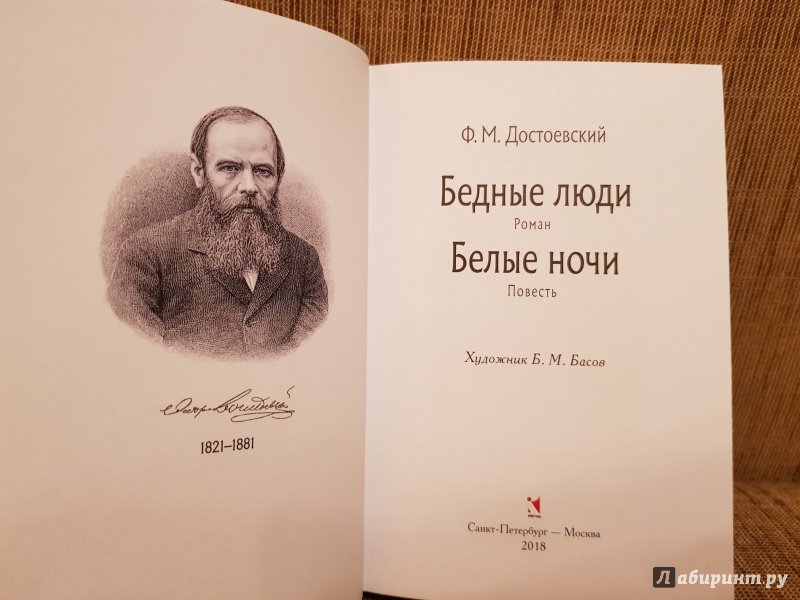 1821–1881
Ф. М. Достоевский
Бедные люди
Роман
Белые ночи
Повесть
Художник Б. М. Басов
Санкт-Петербург — Москва
2018
Лабиринт.ру